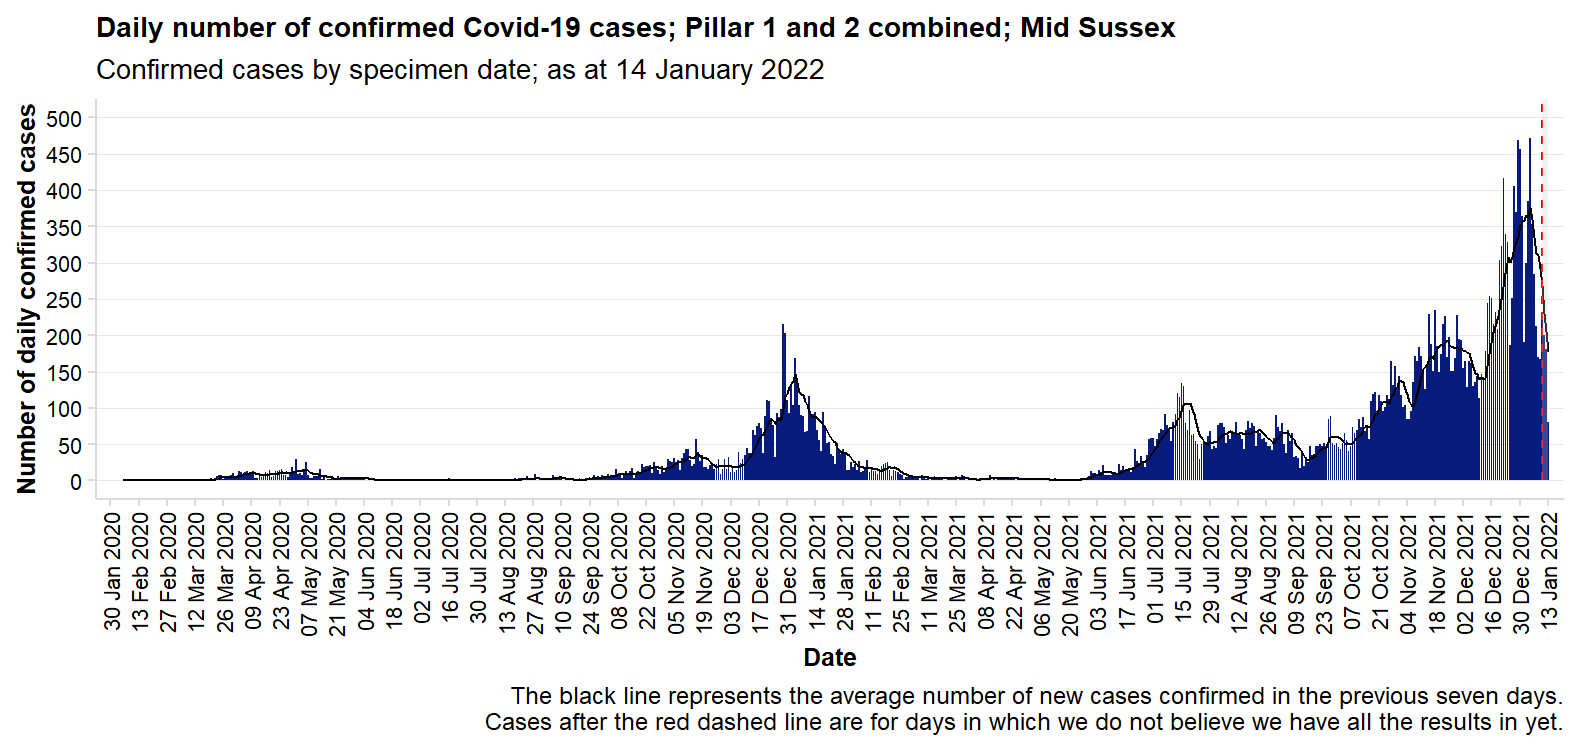 Daily number of confirmed Covid-19 cases; Pillar 1 and 2 combined; Mid Sussex
Confirmed cases by specimen date; as at 14 January 2022
Number of daily confirmed cases
500
450
400
350
300
250
200
150
100
50
0
30 Jan 2020
13 Feb 2020
27 Feb 2020
12 Mar 2020
26 Mar 2020
09 Apr 2020
23 Apr 2020
07 May 2020
21 May 2020
04 Jun 2020
18 Jun 2020
02 Jul 2020
16 Jul 2020
30 Jul 2020
13 Aug 2020
27 Aug 2020
10 Sep 2020
24 Sep 2020
08 Oct 2020
22 Oct 2020
05 Nov 2020
19 Nov 2020
03 Dec 2020
17 Dec 2020
31 Dec 2020
14 Jan 2021
28 Jan 2021
11 Feb 2021
25 Feb 2021
11 Mar 2021
25 Mar 2021
08 Apr 2021
22 Apr 2021
06 May 2021
20 May 2021
03 Jun 2021
17 Jun 2021
01 Jul 2021
15 Jul 2021
29 Jul 2021
12 Aug 2021
26 Aug 2021
09 Sep 2021
23 Sep 2021
07 Oct 2021
21 Oct 2021
04 Nov 2021
18 Nov 2021
02 Dec 2021
16 Dec 2021
30 Dec 2021
13 Jan 2022
Date
The black line represents the average number of new cases confirmed in the previous seven days.
Cases after the red dashed line are for days in which we do not believe we have all the results in yet.